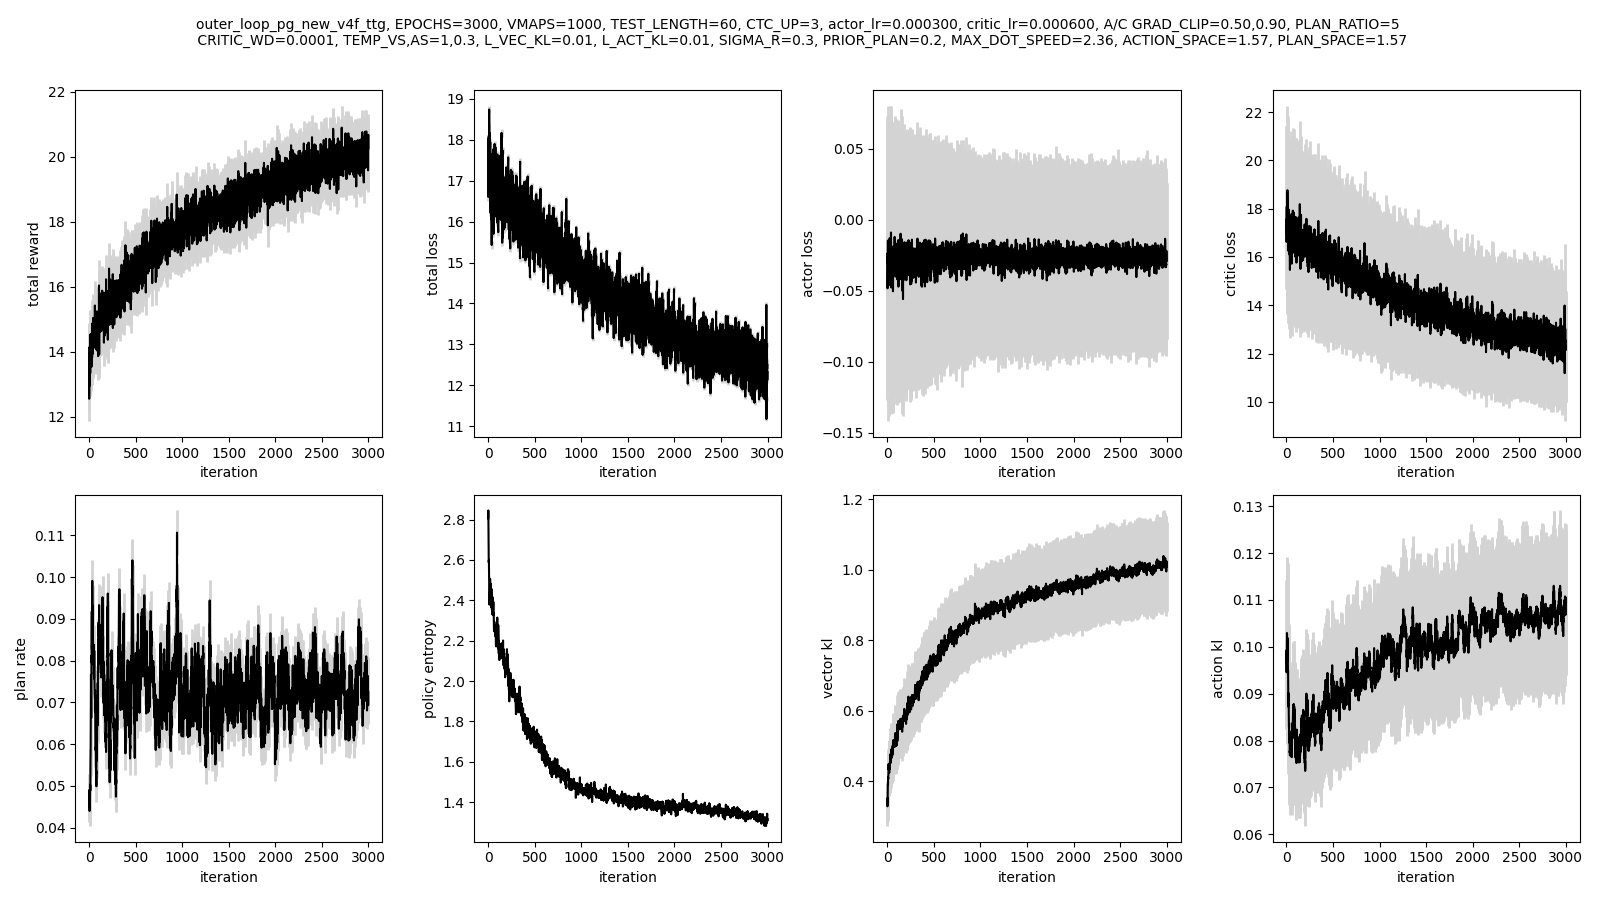 outer_loop_pg_new_v4f_ttg, EPOCHS=3000, VMAPS=1000, TEST_LENGTH=60, CTC_UP=3, actor_lr=0.000300, critic_lr=0.000600, A/C GRAD_CLIP=0.50,0.90, PLAN_RATIO=5
CRITIC_WD=0.0001, TEMP_VS,AS=1,0.3, L_VEC_KL=0.01, L_ACT_KL=0.01, SIGMA_R=0.3, PRIOR_PLAN=0.2, MAX_DOT_SPEED=2.36, ACTION_SPACE=1.57, PLAN_SPACE=1.57
total reward
22
20
18
16
14
12
0 500 1000 1500 2000 2500 3000
iteration
total loss
19
18
17
16
15
14
13
12
11
0 500 1000 1500 2000 2500 3000
iteration
actor loss
0.05
0.00
−0.05
−0.10
−0.15
0 500 1000 1500 2000 2500 3000
iteration
critic loss
22
20
18
16
14
12
10
0 500 1000 1500 2000 2500 3000
iteration
plan rate
0.11
0.10
0.09
0.08
0.07
0.06
0.05
0.04
0 500 1000 1500 2000 2500 3000
iteration
policy entropy
2.8
2.6
2.4
2.2
2.0
1.8
1.6
1.4
0 500 1000 1500 2000 2500 3000
iteration
vector kl
1.2
1.0
0.8
0.6
0.4
0 500 1000 1500 2000 2500 3000
iteration
action kl
0.13
0.12
0.11
0.10
0.09
0.08
0.07
0.06
0 500 1000 1500 2000 2500 3000
iteration